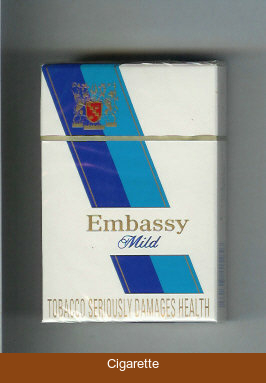 Embassy
Mild
TOBACCO SERIOUSLY DAMAGES HEALTH
Cigarette